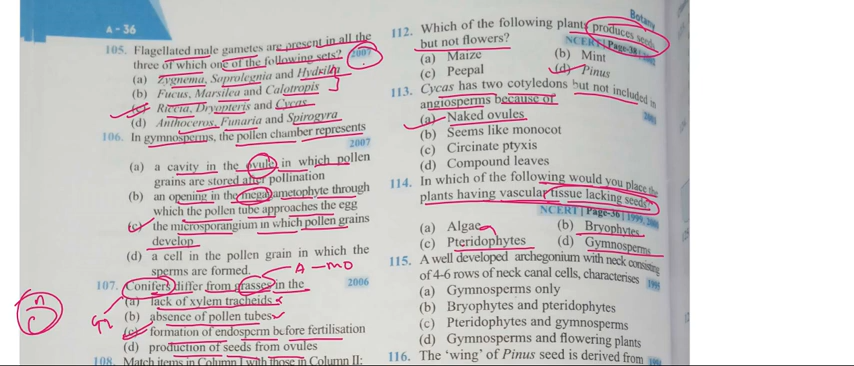 A - 36
105. Flagellated male gametes are present in all the
three of which one of the following sets? 2007
(a) Zygnema, Saprolegnia and Hydrilla
(b) Fucus, Marsilea and Calotropis
(c) Riccia, Dryopteris and Cycas
(d) Anthoceros, Funaria and Spirogyra
106. In gymnosperms, the pollen chamber represents
2007
(a) a cavity in the ovule in which pollen
grains are stored after pollination
(b) an opening in the megagametophyte through
which the pollen tube approaches the egg
(c) the microsporangium in which pollen grains
develop
(d) a cell in the pollen grain in which the
sperms are formed.
A - MD
107. Conifers differ from grasses in the 2006
(a) lack of xylem tracheids
(b) absence of pollen tubes
(c) formation of endosperm before fertilisation
(d) production of seeds from ovules
108. Match items in Column I with those in Column II:
Botany
112. Which of the following plants produces seeds
but not flowers? NCERT | Page-38 |
(a) Maize (b) Mint
(c) Peepal (d) Pinus
113. Cycas has two cotyledons but not included in
angiosperms because of
(a) Naked ovules
(b) Seems like monocot
(c) Circinate ptyxis
(d) Compound leaves
114. In which of the following would you place the
plants having vascular tissue lacking seeds?
NCERT | Page-36 | 1999,
(a) Algae (b) Bryophytes
(c) Pteridophytes (d) Gymnosperms
115. A well developed archegonium with neck consisting
of 4-6 rows of neck canal cells, characterises
(a) Gymnosperms only
(b) Bryophytes and pteridophytes
(c) Pteridophytes and gymnosperms
(d) Gymnosperms and flowering plants
116. The 'wing' of Pinus seed is derived from